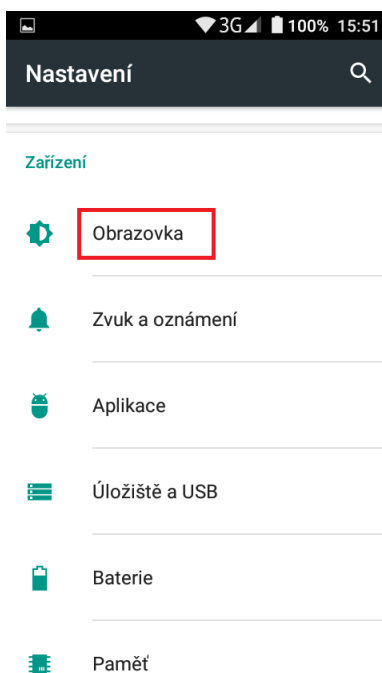 3G 100% 15:51
Nastavení
Zařízení
Obrazovka
Zvuk a oznámení
Aplikace
Úložiště a USB
Baterie
Paměť